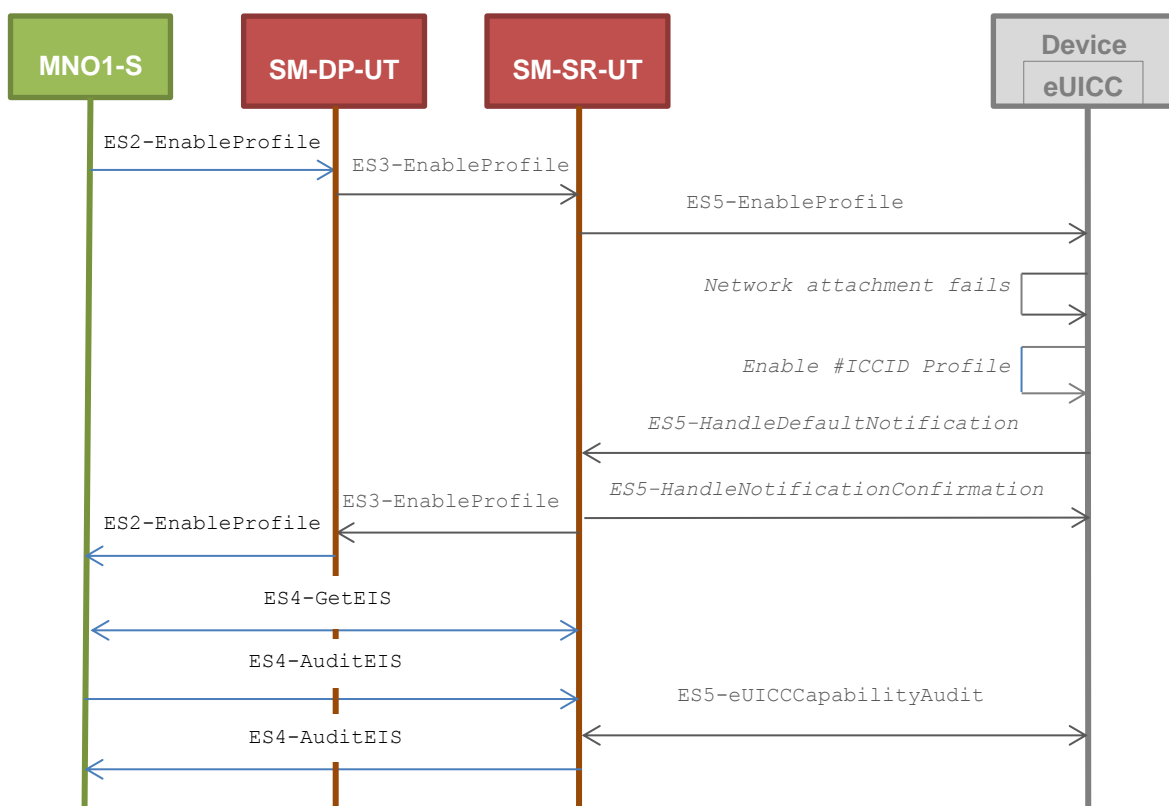 MNO1-S
SM-DP-UT
SM-SR-UT
Device
eUICC
ES2-EnableProfile
ES3-EnableProfile
ES5-EnableProfile
Network attachment fails
Enable #ICCID Profile
ES5-HandleDefaultNotification
ES5-HandleNotificationConfirmation
ES3-EnableProfile
ES2-EnableProfile
ES4-GetEIS
ES4-AuditEIS
ES5-eUICCCapabilityAudit
ES4-AuditEIS